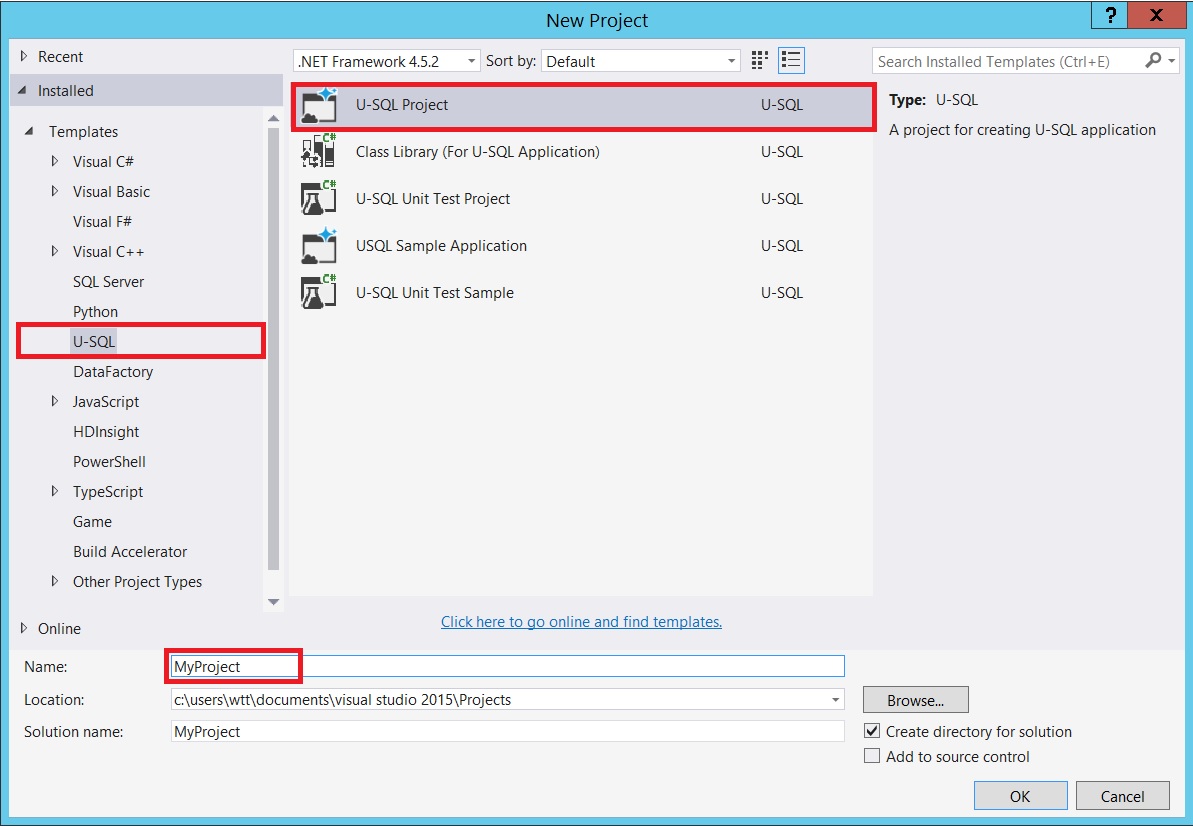 New Project
? X
Recent
Installed
Templates
Visual C#
Visual Basic
Visual F#
Visual C++
SQL Server
Python
U-SQL
DataFactory
JavaScript
HDInsight
PowerShell
TypeScript
Game
Build Accelerator
Other Project Types
Online
.NET Framework 4.5.2 Sort by: Default
U-SQL Project U-SQL
C#
Class Library (For U-SQL Application) U-SQL
C#
U-SQL Unit Test Project U-SQL
USQL Sample Application U-SQL
C#
U-SQL Unit Test Sample U-SQL
Click here to go online and find templates.
Search Installed Templates (Ctrl+E)
Type: U-SQL
A project for creating U-SQL application
Name: MyProject
Location: c:\users\wtt\documents\visual studio 2015\Projects Browse...
Solution name: MyProject
Create directory for solution
Add to source control
OK Cancel